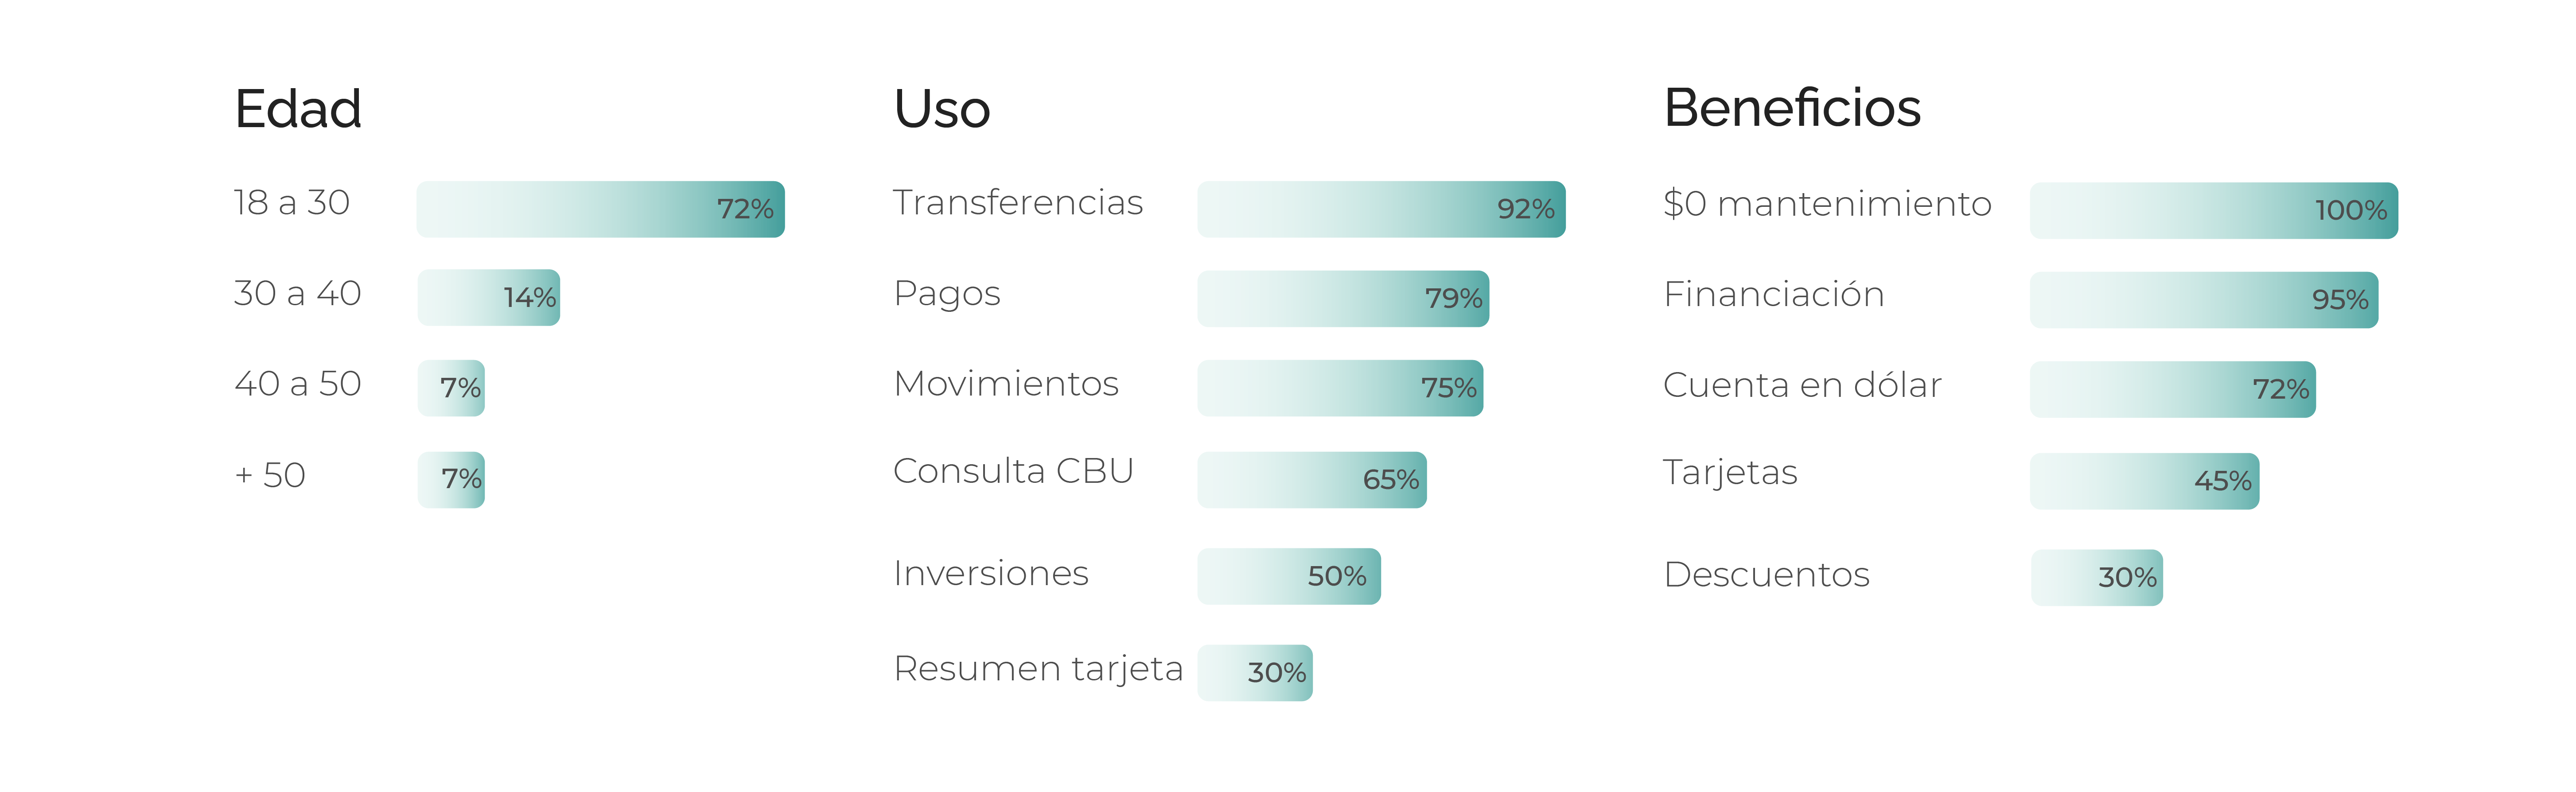 Edad
18 a 30 72%
30 a 40 14%
40 a 50 7%
+ 50 7%
Uso
Transferencias 92%
Pagos 79%
Movimientos 75%
Consulta CBU 65%
Inversiones 50%
Resumen tarjeta 30%
Beneficios
$0 mantenimiento 100%
Financiación 95%
Cuenta en dólar 72%
Tarjetas 45%
Descuentos 30%